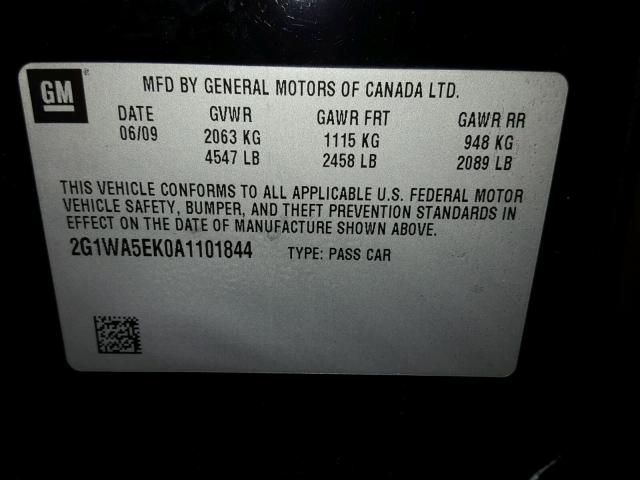 GM ®
MFD BY GENERAL MOTORS OF CANADA LTD.
DATE GVWR GAWR FRT GAWR RR
06/09 2063 KG 1115 KG 948 KG
4547 LB 2458 LB 2089 LB
THIS VEHICLE CONFORMS TO ALL APPLICABLE U.S. FEDERAL MOTOR
VEHICLE SAFETY, BUMPER, AND THEFT PREVENTION STANDARDS IN
EFFECT ON THE DATE OF MANUFACTURE SHOWN ABOVE.
2G1WA5EK0A1101844 TYPE: PASS CAR